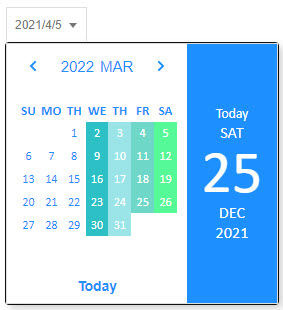 2021/4/5
2022 MAR
SU MO TH WE TH FR SA
1 2 3 4 5
6 7 8 9 10 11 12
13 14 15 16 17 18 19
20 21 22 23 24 25 26
27 28 29 30 31
Today
Today
SAT
25
DEC
2021